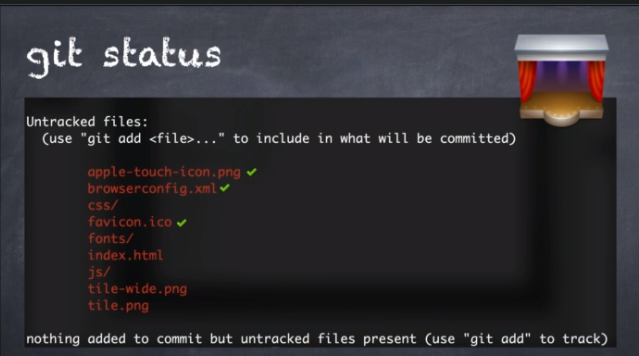 git status
Untracked files:
(use "git add <file>..." to include in what will be committed)
apple-touch-icon.png
browserconfig.xml
css/
favicon.ico
fonts/
index.html
js/
tile-wide.png
tile.png
nothing added to commit but untracked files present (use "git add" to track)